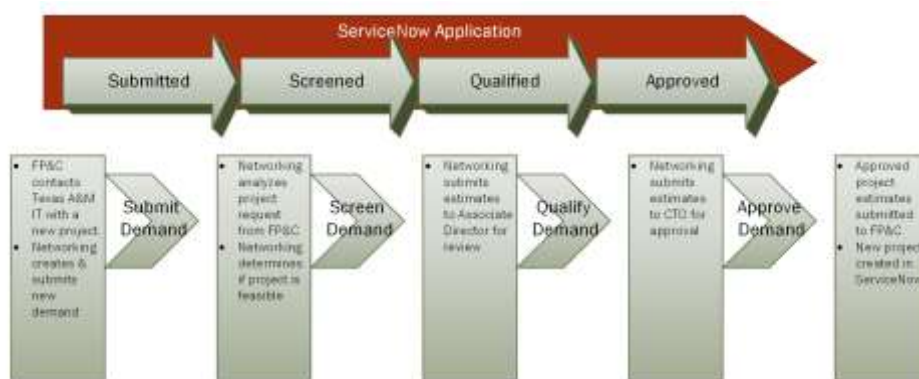 ServiceNow Application
Submitted
Screened
Qualified
Approved
• FP&C
contacts
Texas A&M
IT with a
new project.
• Networking
creates &
submits
new
demand
Submit
Demand
• Networking
analyzes
project
request
from FP&C
• Networking
determines
if project is
feasible
Screen
Demand
• Networking
submits
estimates
to Associate
Director for
review
Qualify
Demand
• Networking
submits
estimates
to CTO for
approval
Approve
Demand
• Approved
project
estimates
submitted
to FP&C
• New project
created in
ServiceNow